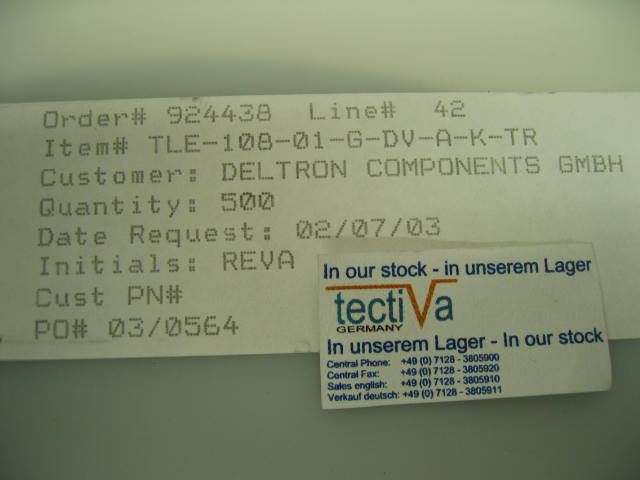 Order# 924438 Line# 42
Item# TLE-108-01-G-DV-A-K-TR
Customer: DELTRON COMPONENTS GMBH
Quantity: 500
Date Request: 02/07/03
Initials: REVA
Cust PN#
PO# 03/0564
In our stock - in unserem Lager
tectiVa
GERMANY
In unserem Lager - In our stock
Central Phone: +49 (0) 7128 - 3805900
Central Fax: +49 (0) 7128 - 3805920
Sales english: +49 (0) 7128 - 3805910
Verkauf deutsch: +49 (0) 7128 - 3805911